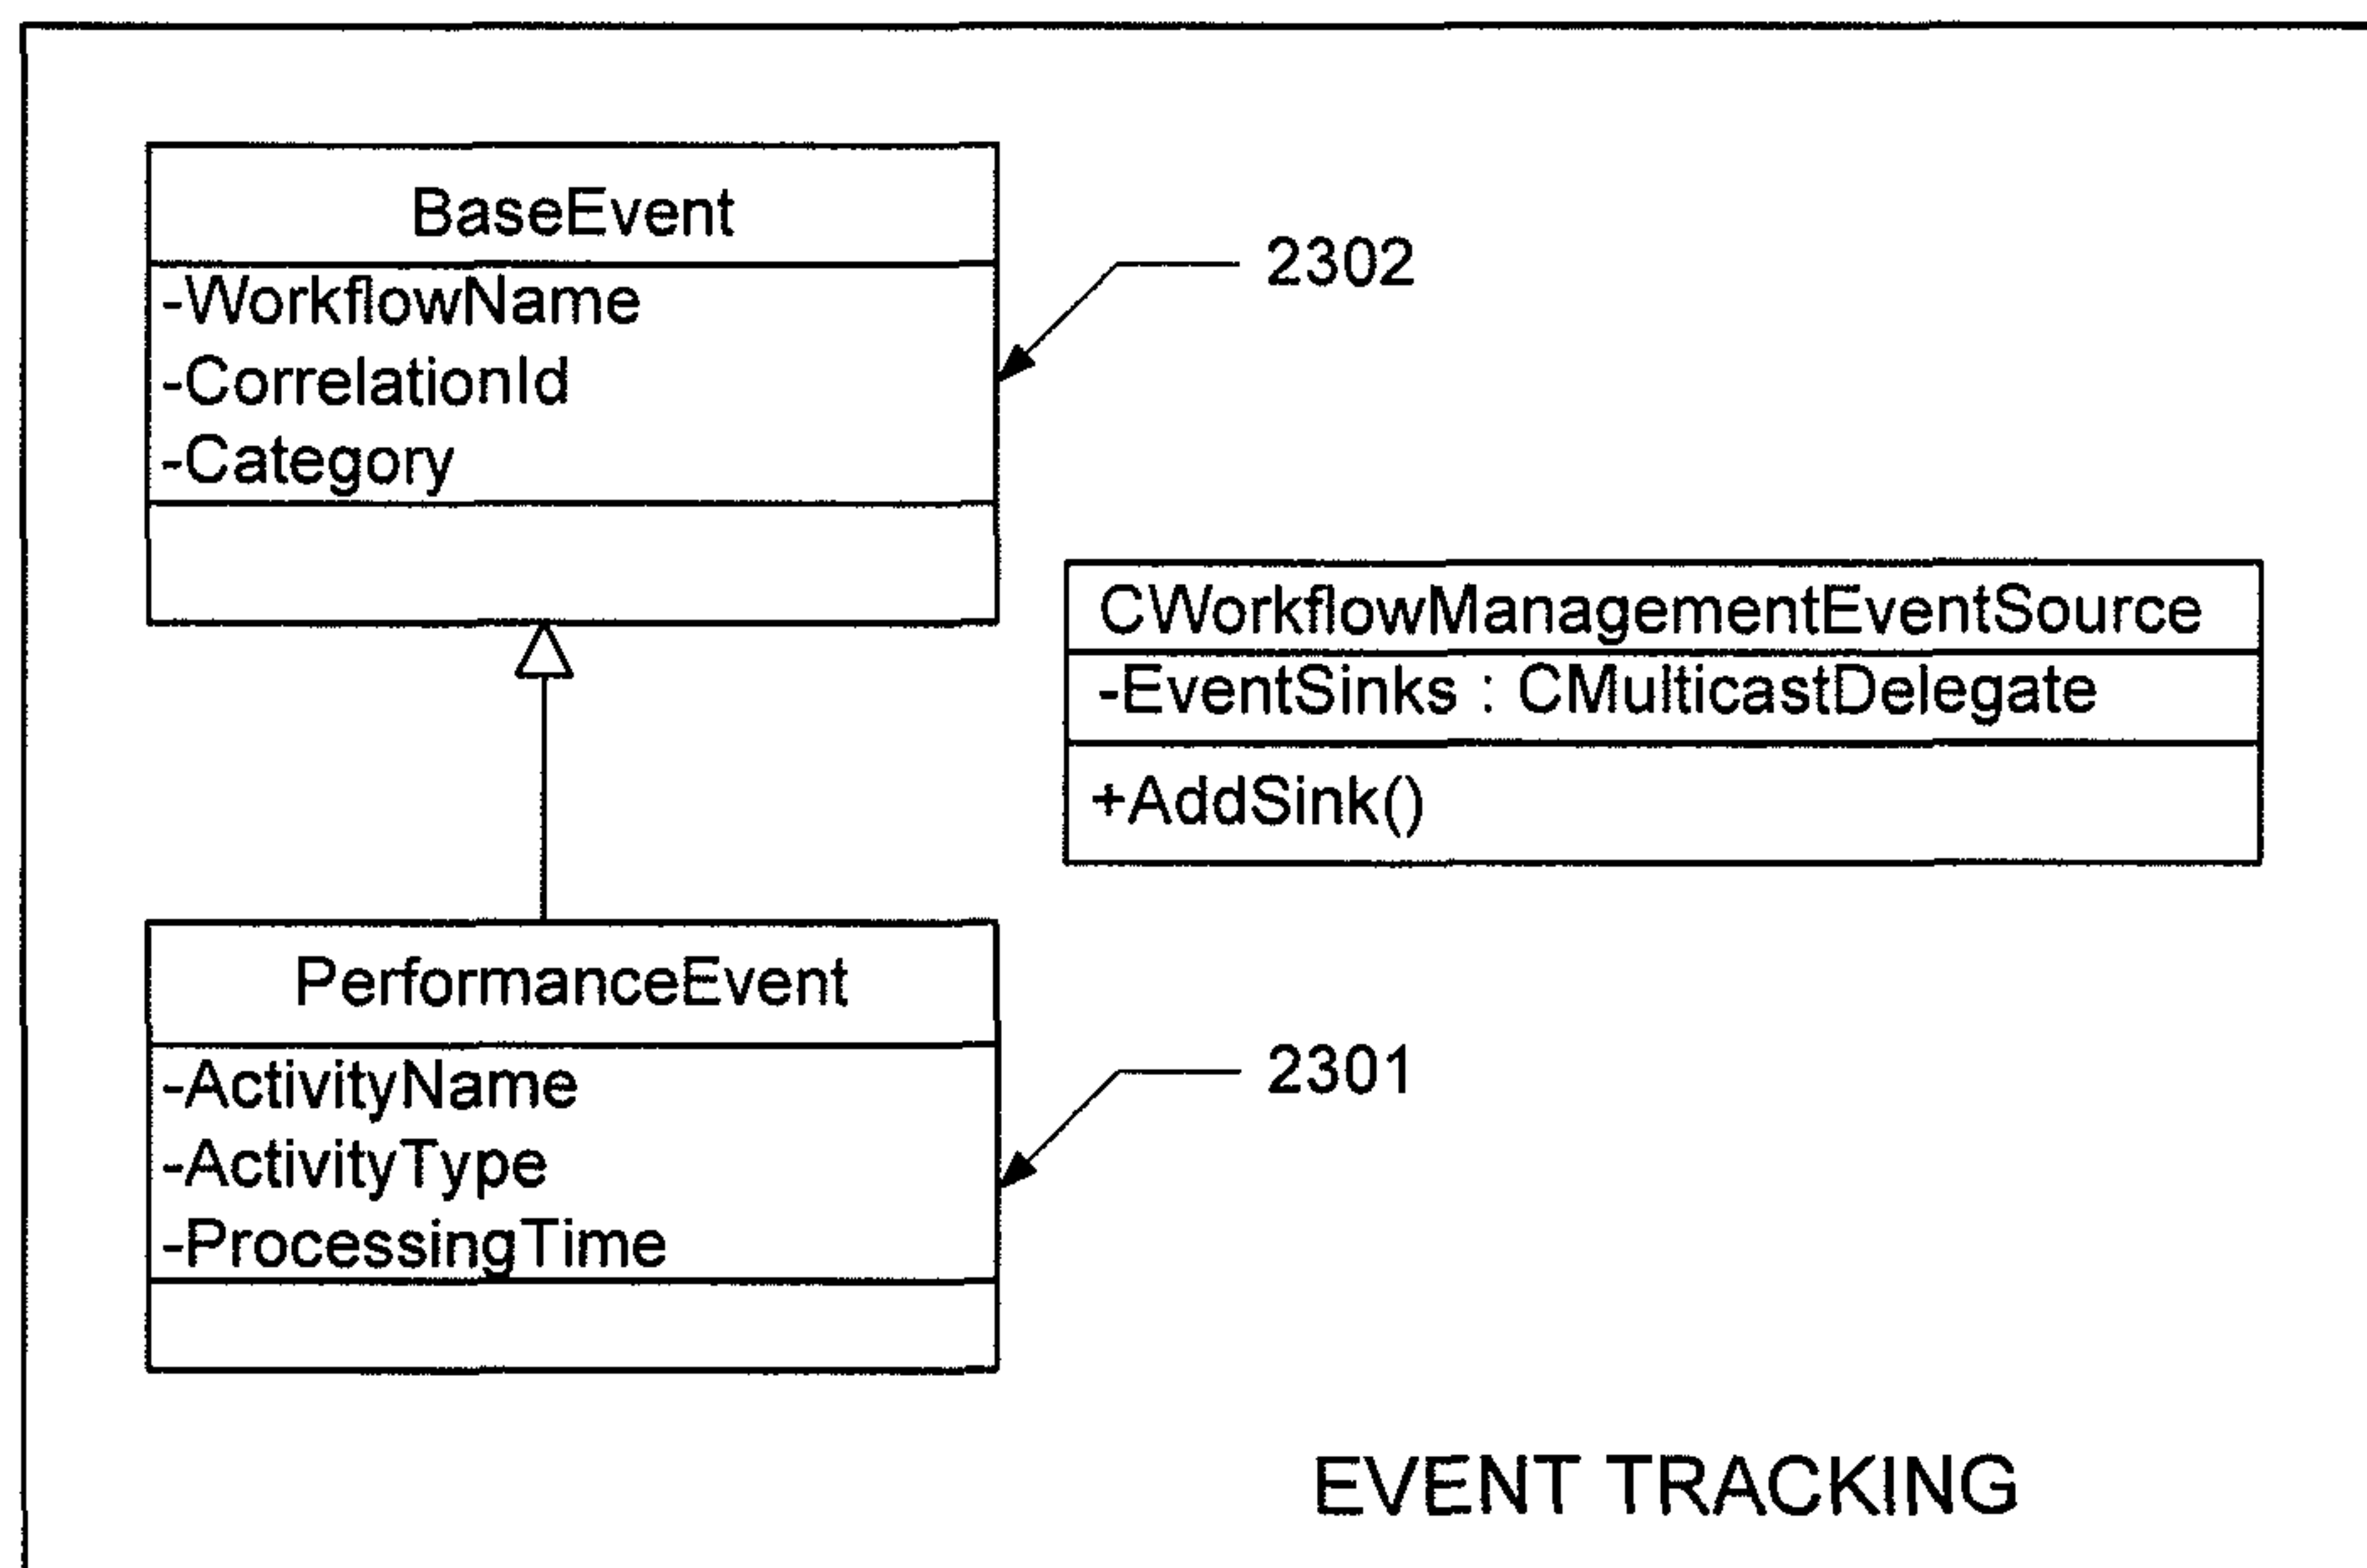 BaseEvent
-WorkflowName
-CorrelationId
-Category
2302
CWorkflowManagementEventSource
-EventSinks : CMulticastDelegate
+AddSink()
PerformanceEvent
-ActivityName
-ActivityType
-ProcessingTime
2301
EVENT TRACKING